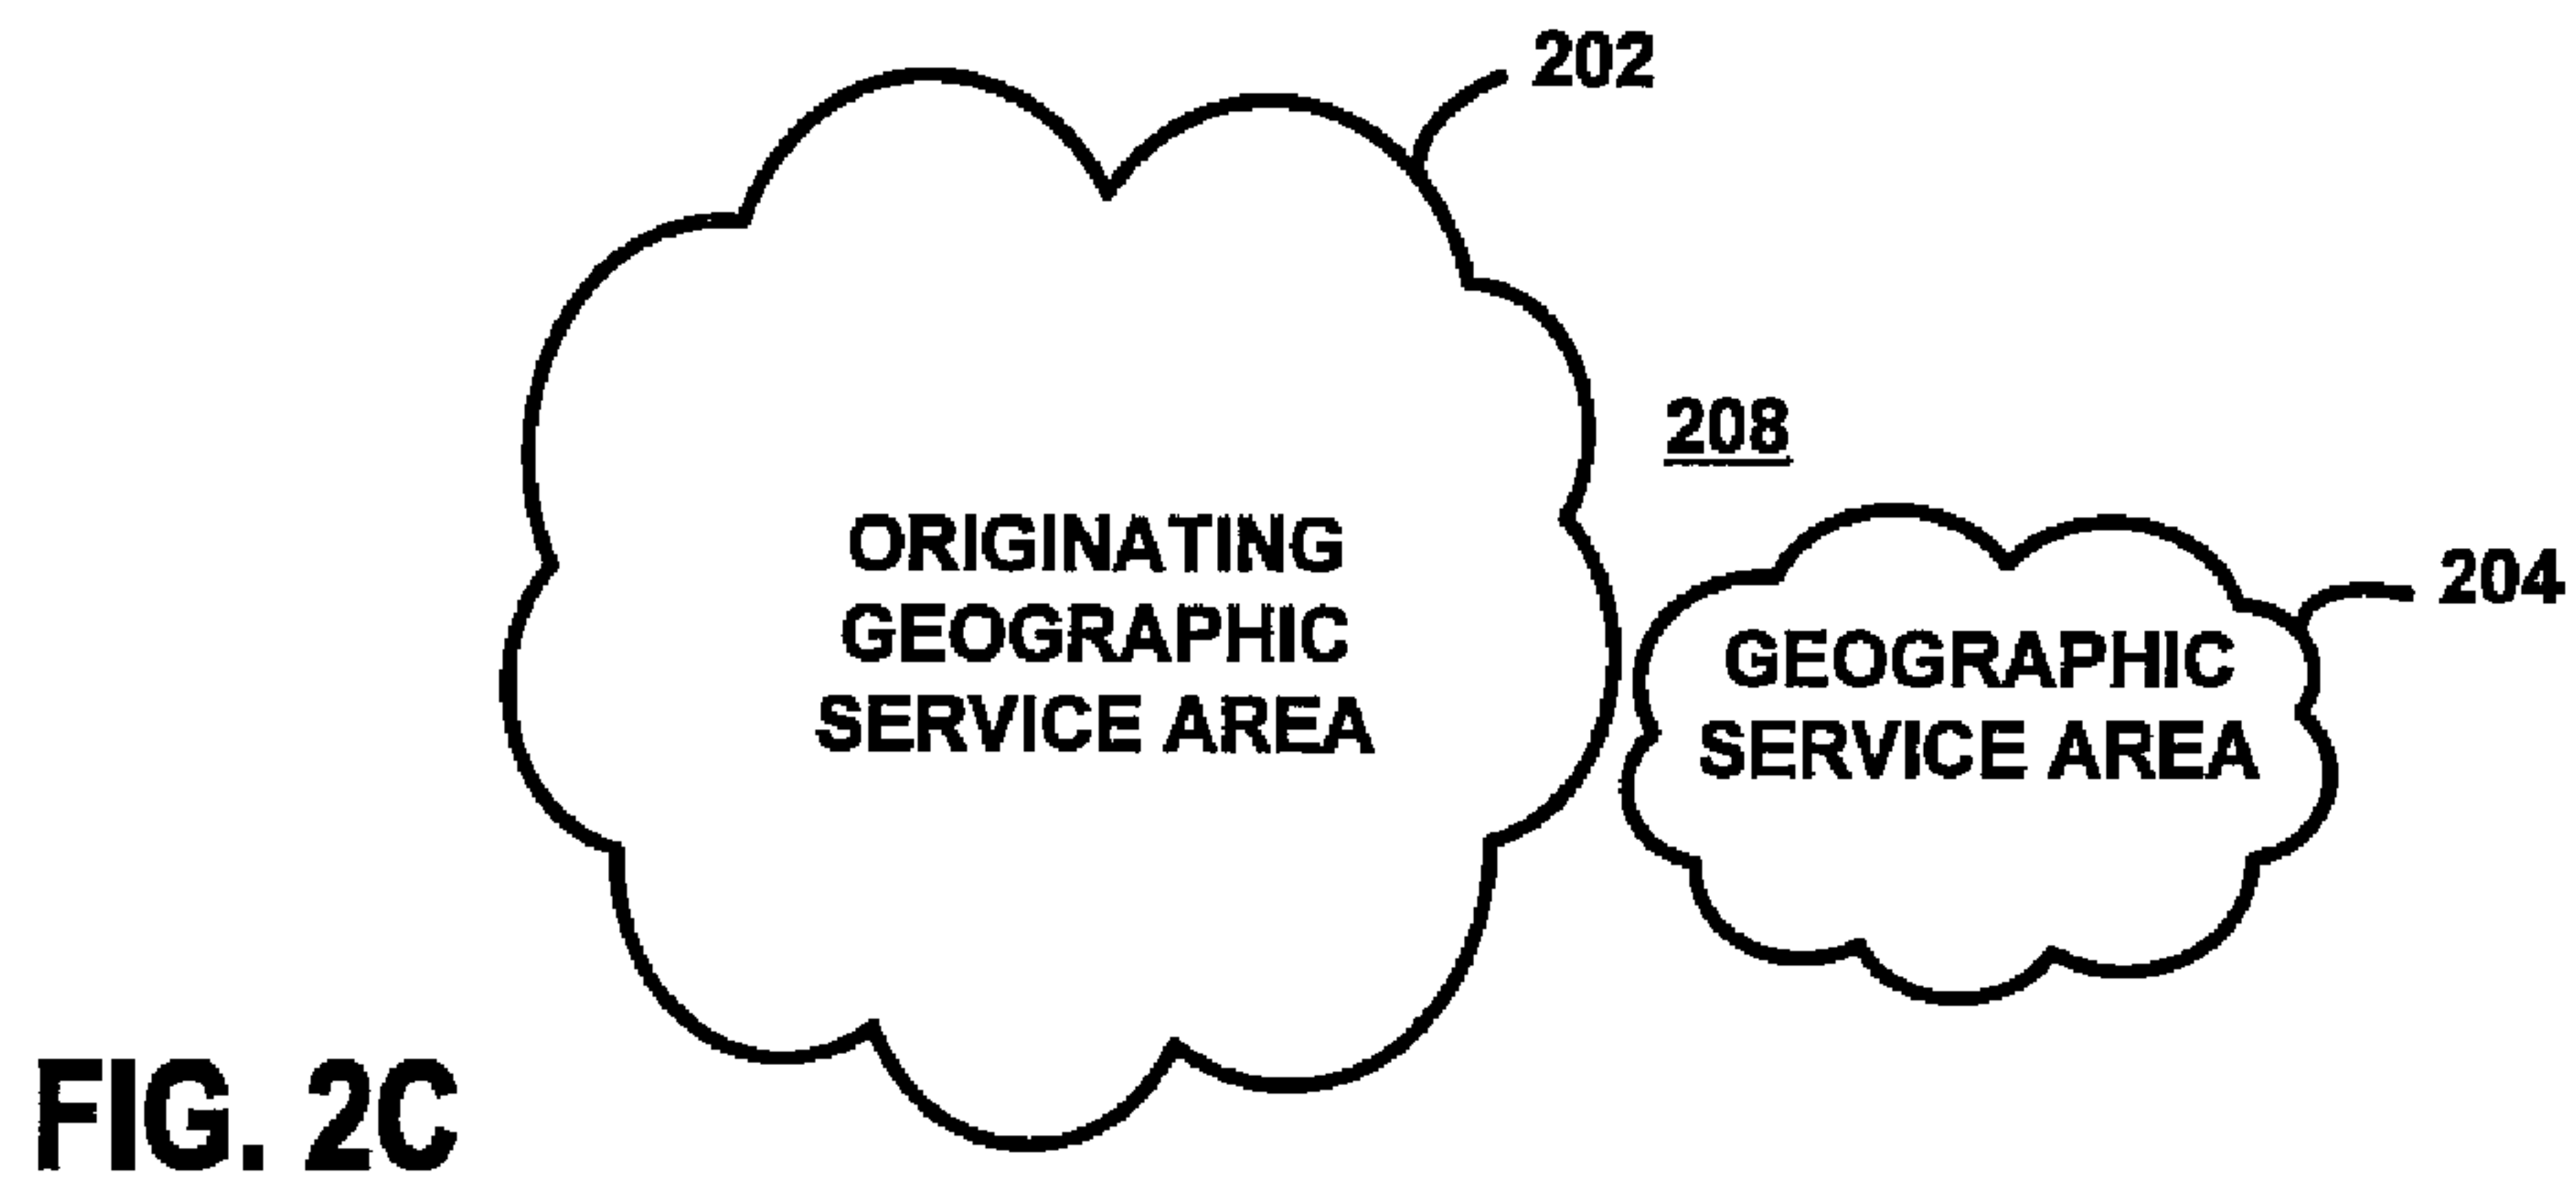 202
208
ORIGINATING
GEOGRAPHIC
SERVICE AREA
204
GEOGRAPHIC
SERVICE AREA
FIG. 2C